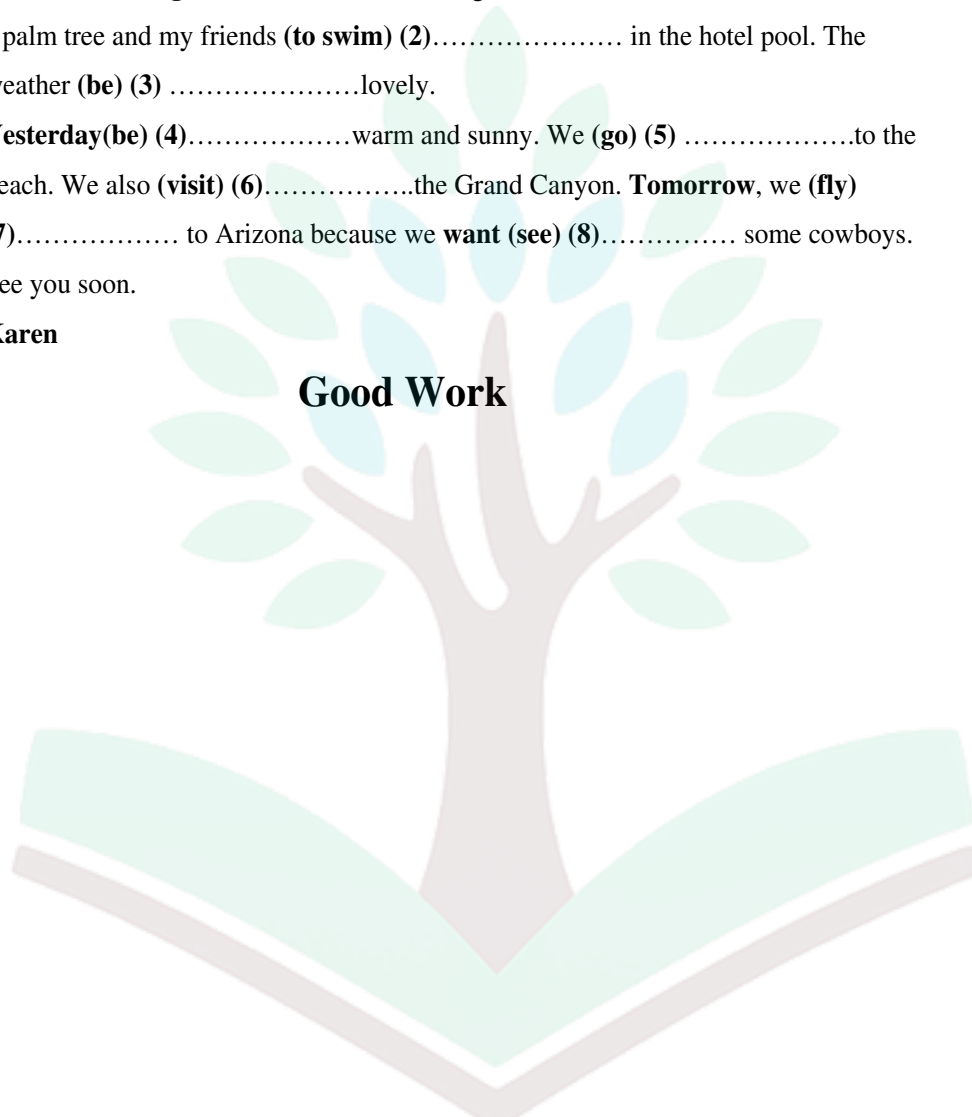 palm tree and my friends (to swim) (2)………………… in the hotel pool. The
eather (be) (3) …………………lovely.
esterday(be) (4)………………warm and sunny. We (go) (5) ……………….to the
each. We also (visit) (6)……………..the Grand Canyon. Tomorrow, we (fly)
7)……………… to Arizona because we want (see) (8)…………… some cowboys.
ee you soon.
Karen
Good Work